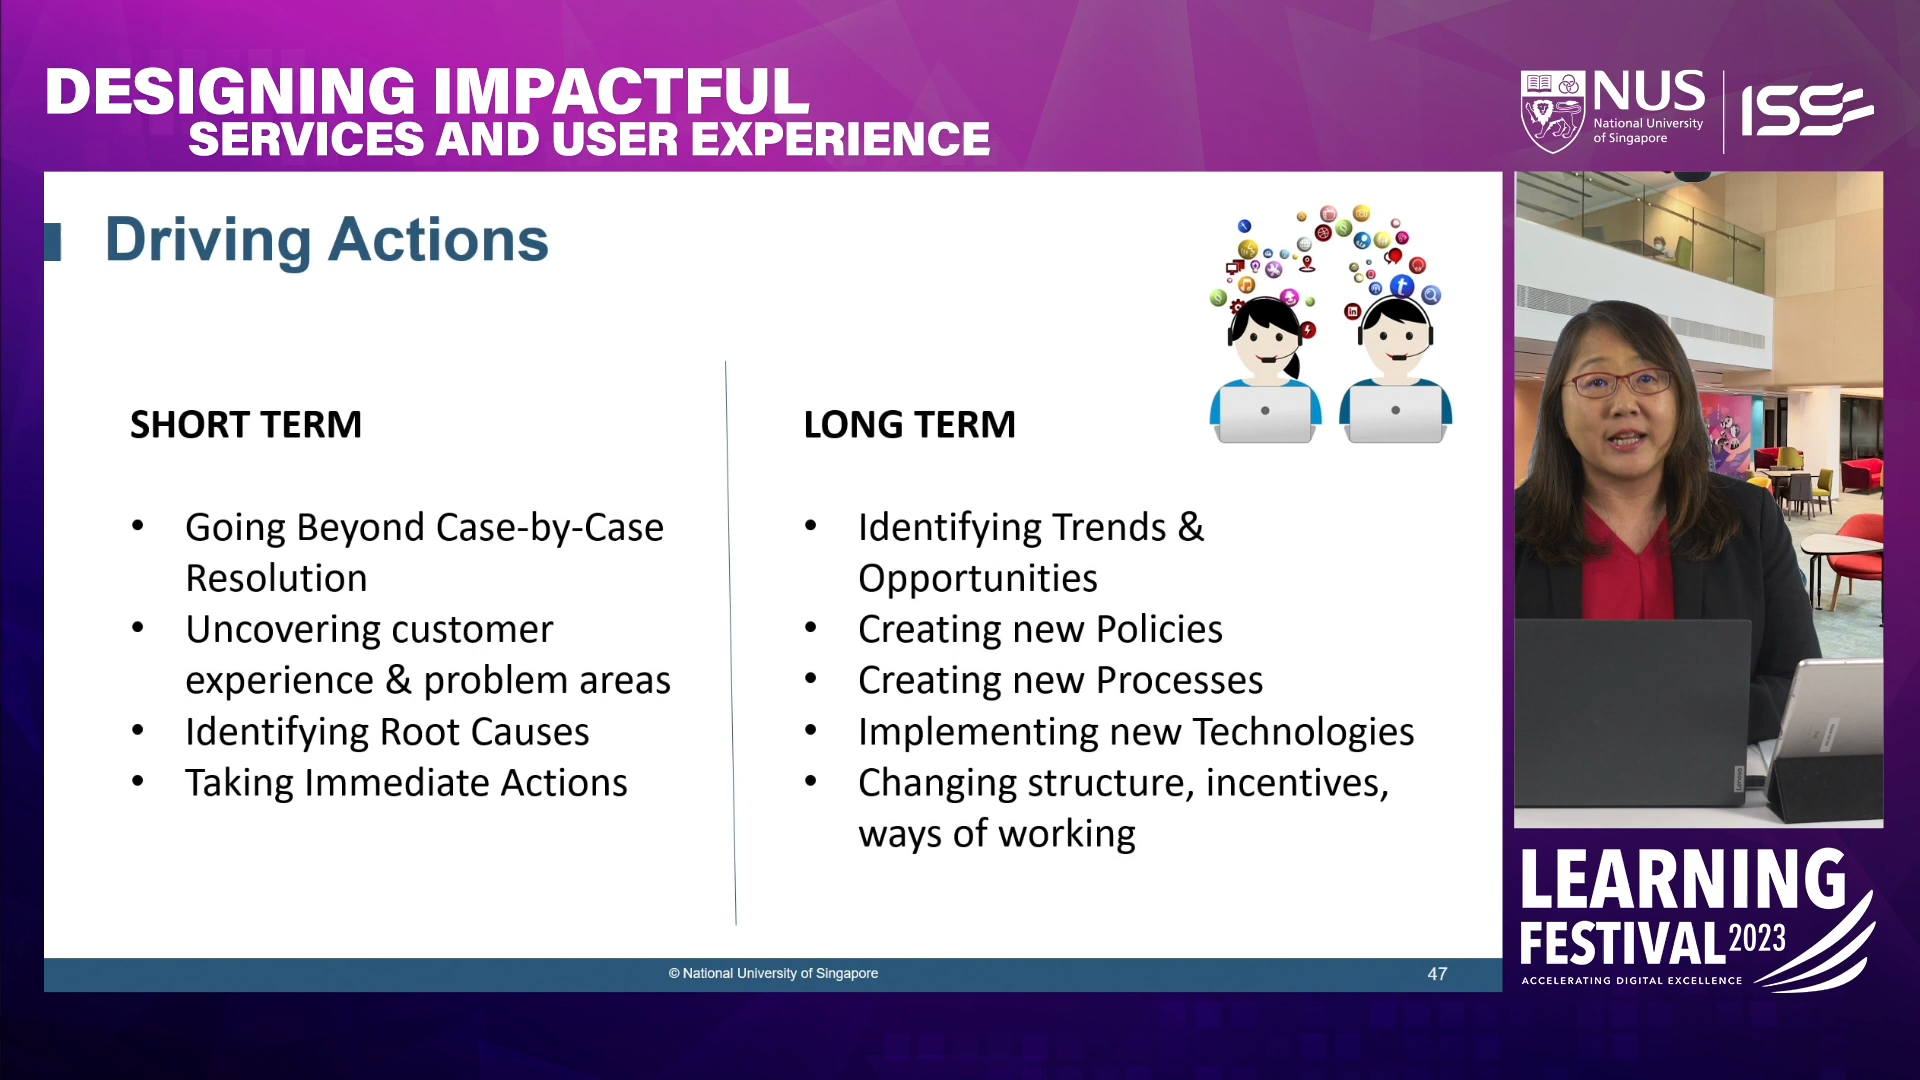 DESIGNING IMPACTFUL
SERVICES AND USER EXPERIENCE
NUS
National University
of Singapore
ISS
Driving Actions
SHORT TERM
• Going Beyond Case-by-Case
Resolution
• Uncovering customer
experience & problem areas
• Identifying Root Causes
• Taking Immediate Actions
LONG TERM
• Identifying Trends &
Opportunities
• Creating new Policies
• Creating new Processes
• Implementing new Technologies
• Changing structure, incentives,
ways of working
© National University of Singapore
47
Lenovo
LEARNING
FESTIVAL 2023
ACCELERATING DIGITAL EXCELLENCE